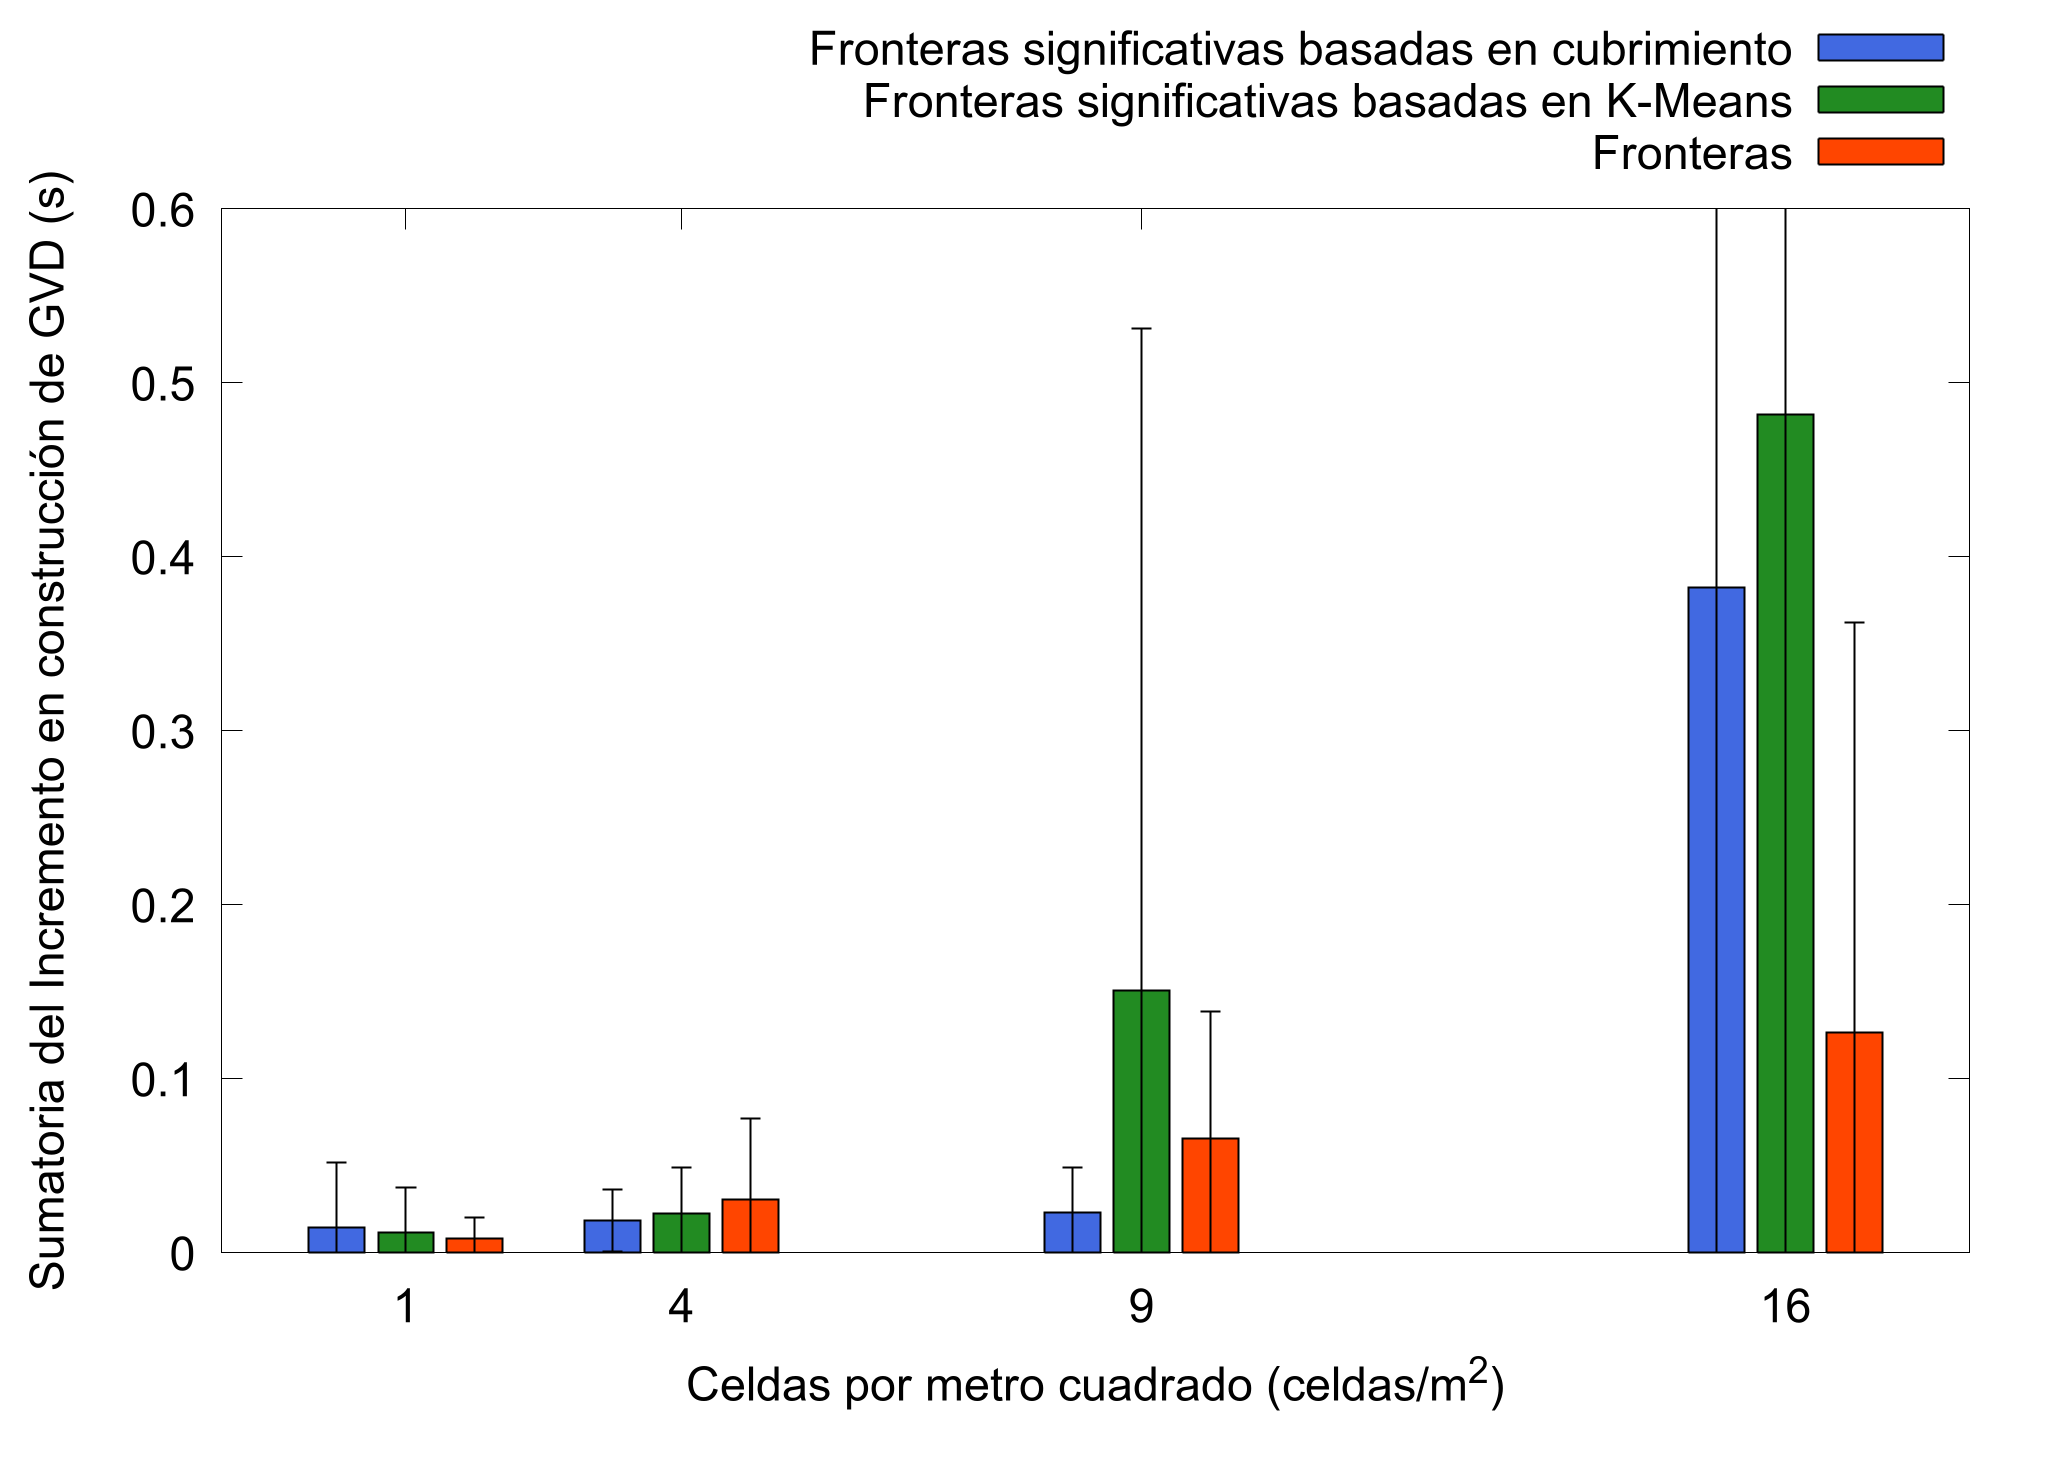 Fronteras significativas basadas en cubrimiento
Fronteras significativas basadas en K-Means
Fronteras
Sumatoria del Incremento en construcción de GVD (s)
0.6
0.5
0.4
0.3
0.2
0.1
0
1 4 9 16
Celdas por metro cuadrado (celdas/m²)